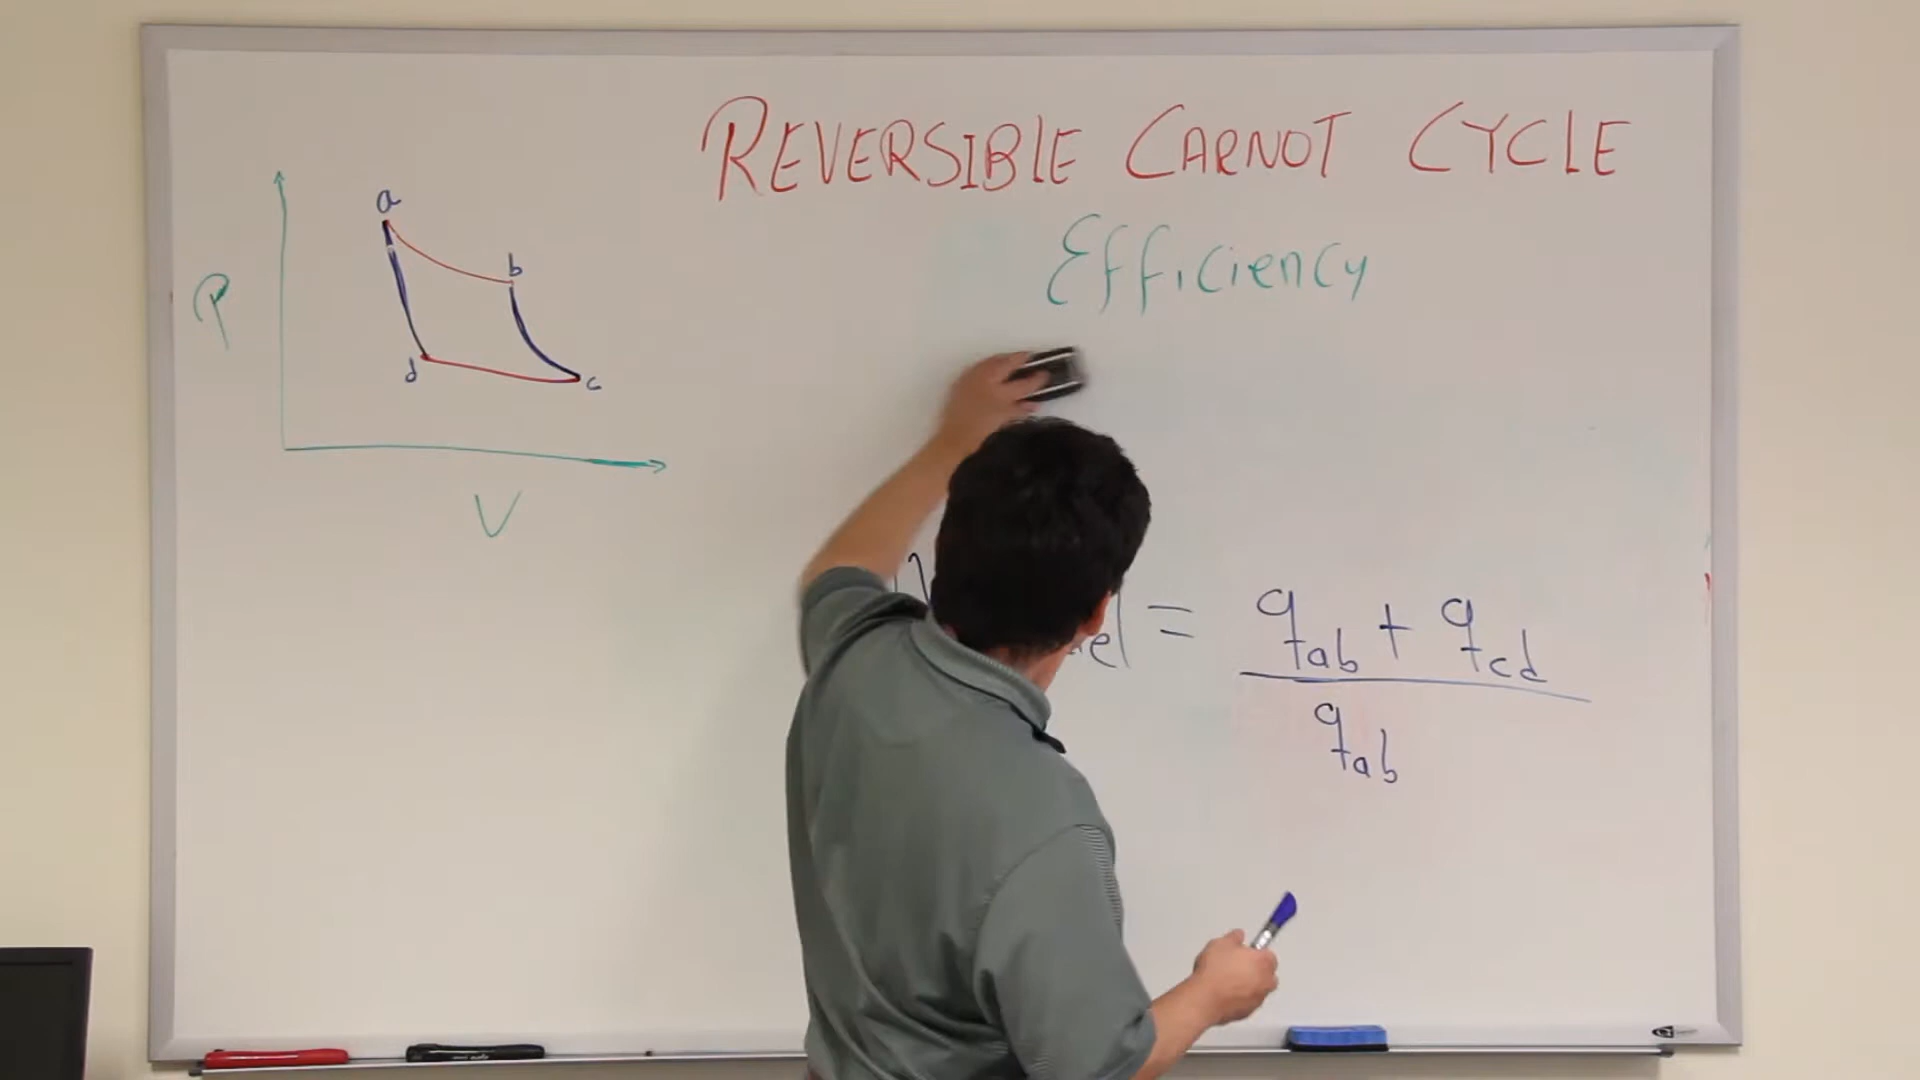 REVERSIBLE CARNOT CYCLE
Efficiency
a
b
P
d
c
V
= qab + qcd
qab